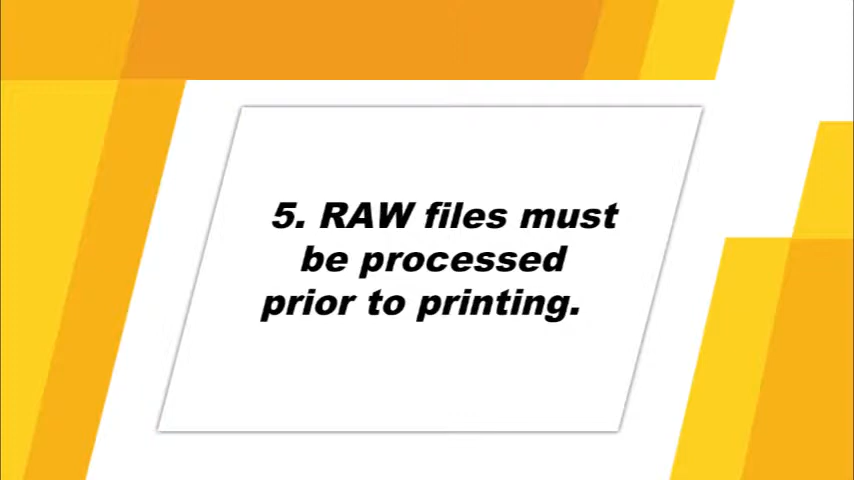 5. RAW files must
be processed
prior to printing.